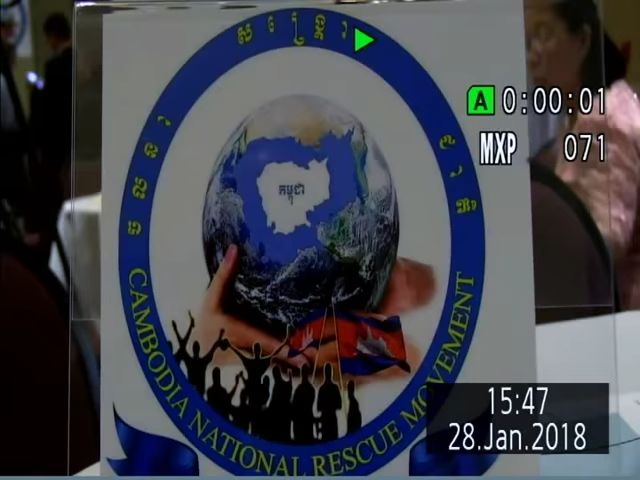 A 0:00:01
MXP 071
កម្ពុជា
CAMBODIA NATIONAL RESCUE MOVEMENT
15:47
28.Jan.2018